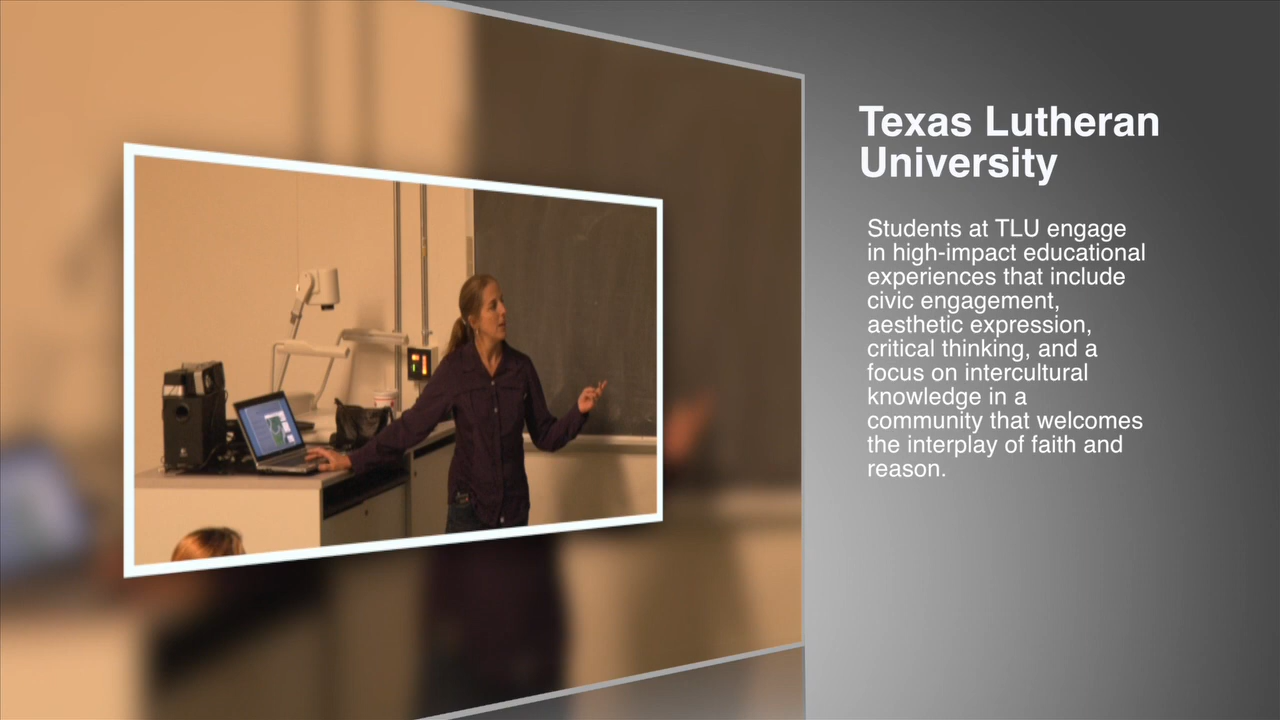 Texas Lutheran
University
Students at TLU engage
in high-impact educational
experiences that include
civic engagement,
aesthetic expression,
critical thinking, and a
focus on intercultural
knowledge in a
community that welcomes
the interplay of faith and
reason.